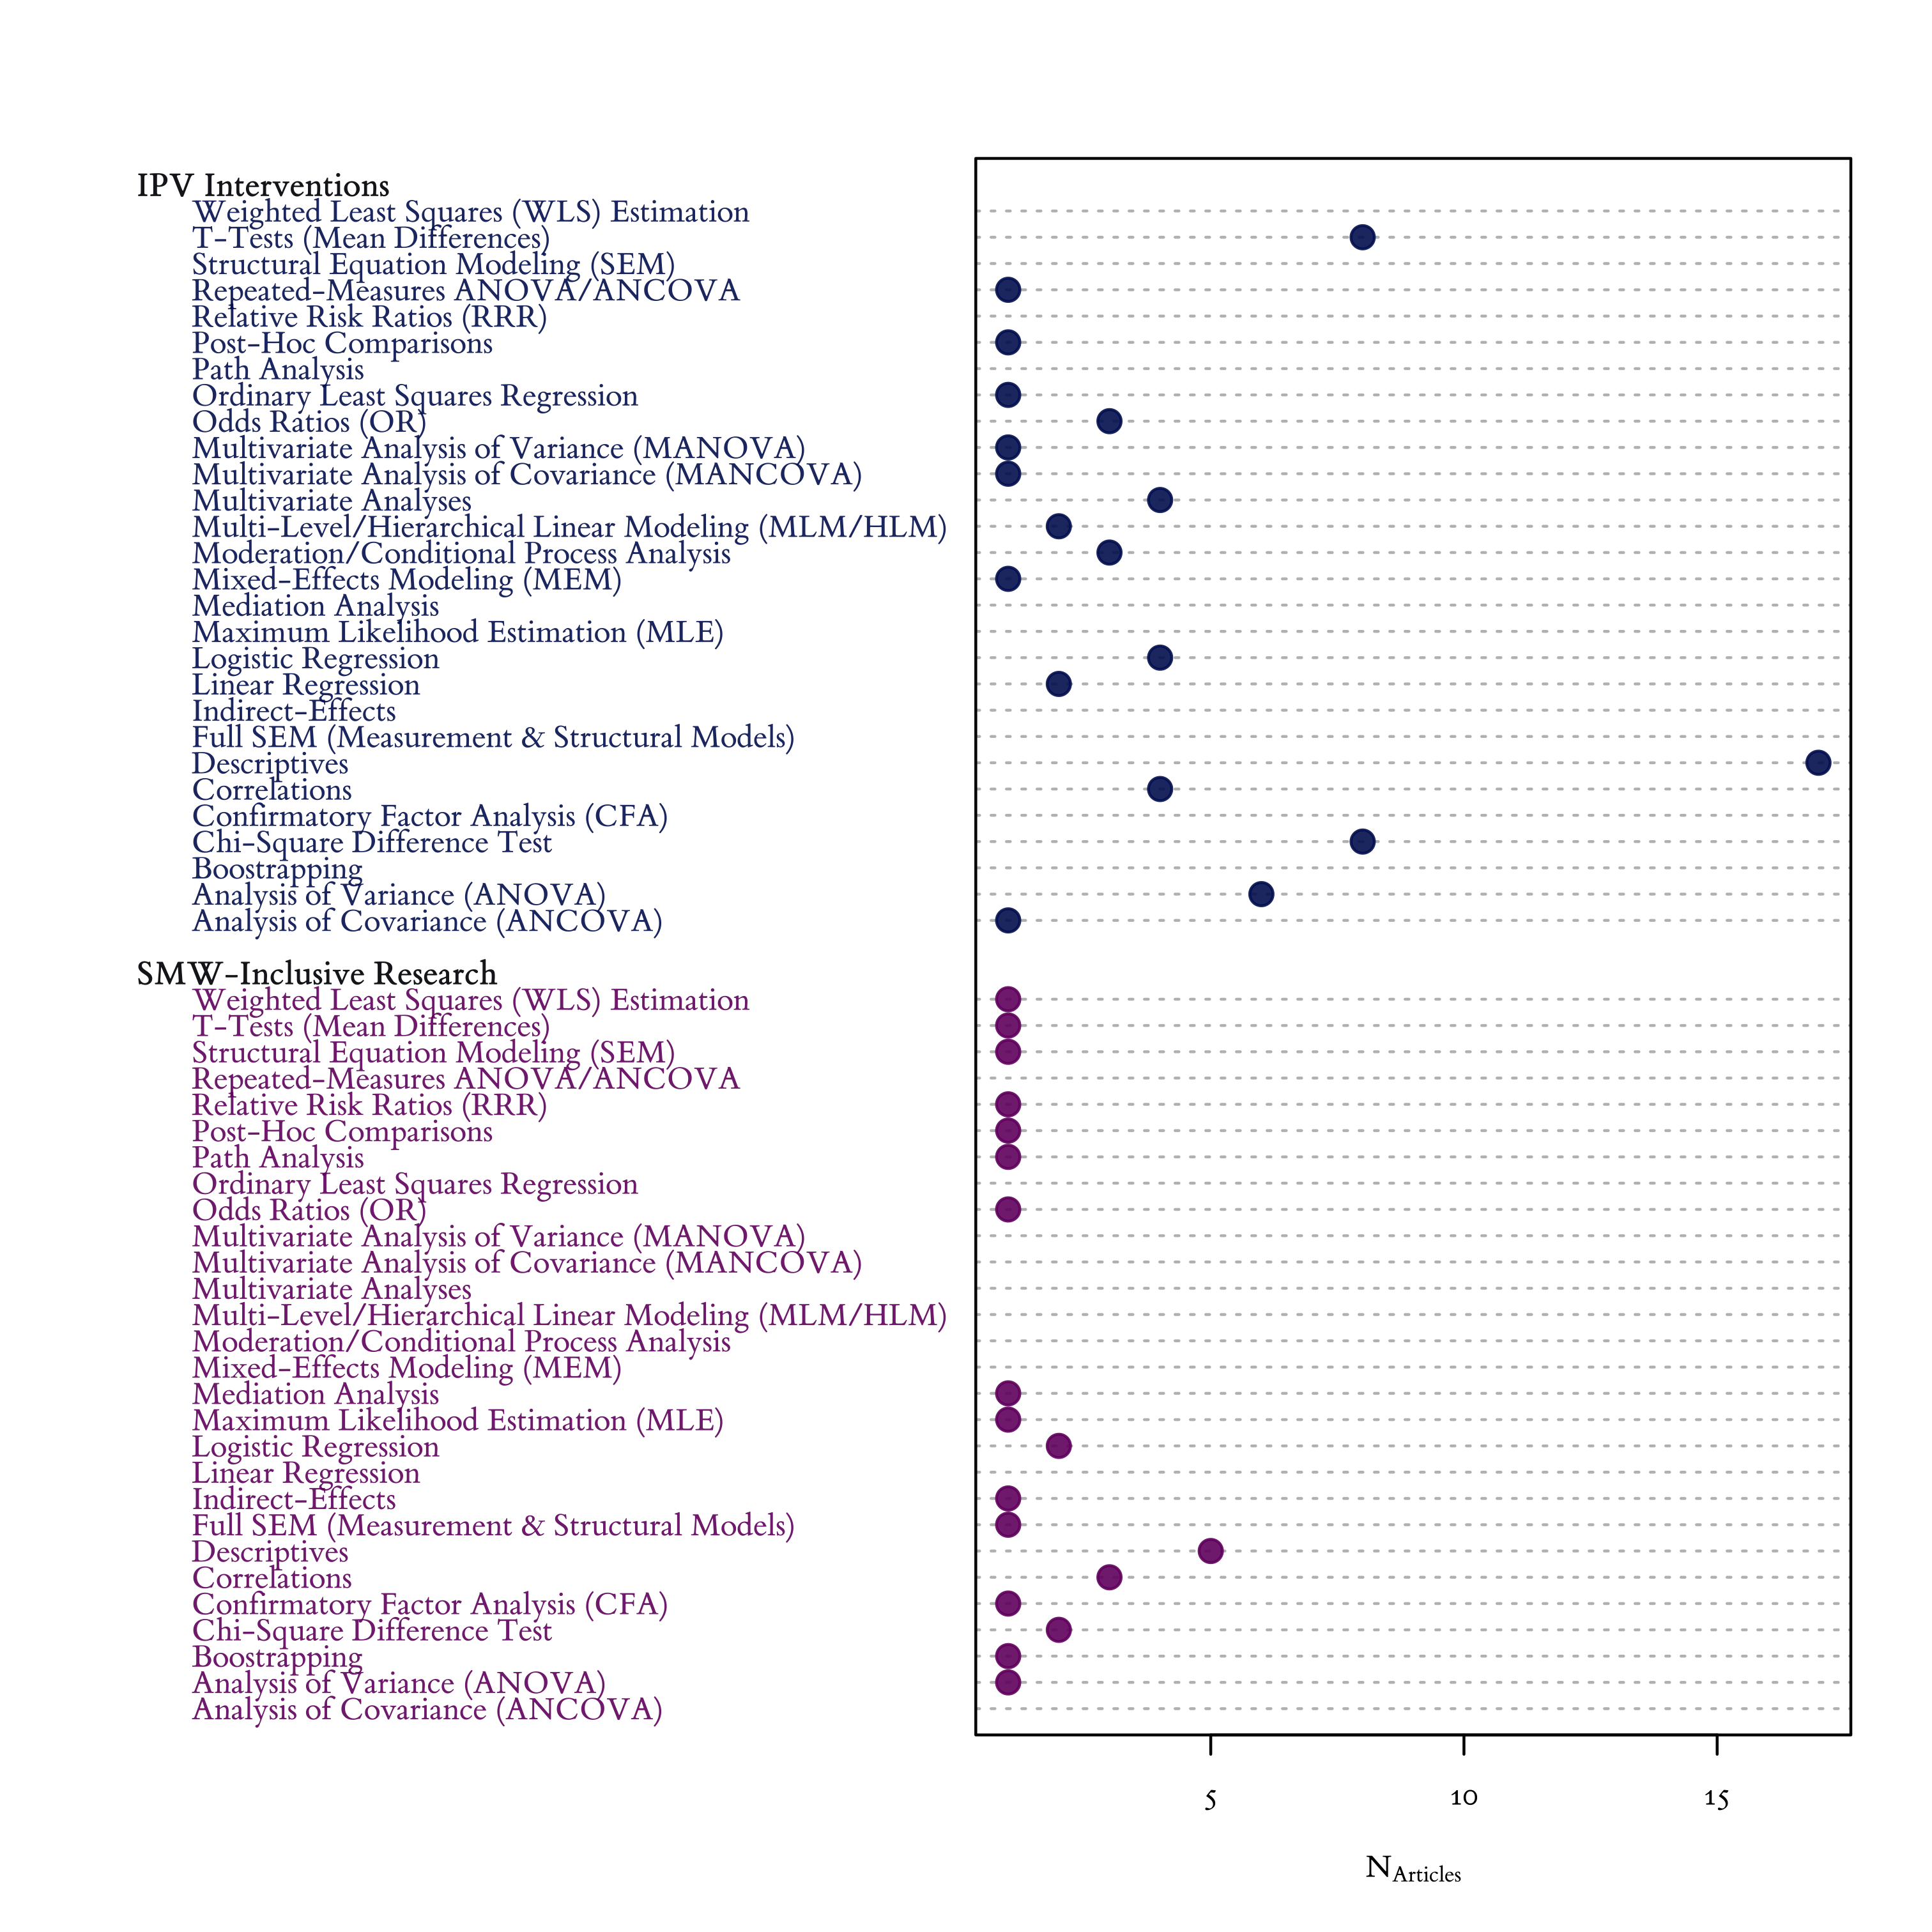 IPV Interventions
Weighted Least Squares (WLS) Estimation
T-Tests (Mean Differences)
Structural Equation Modeling (SEM)
Repeated-Measures ANOVA/ANCOVA
Relative Risk Ratios (RRR)
Post-Hoc Comparisons
Path Analysis
Ordinary Least Squares Regression
Odds Ratios (OR)
Multivariate Analysis of Variance (MANOVA)
Multivariate Analysis of Covariance (MANCOVA)
Multivariate Analyses
Multi-Level/Hierarchical Linear Modeling (MLM/HLM)
Moderation/Conditional Process Analysis
Mixed-Effects Modeling (MEM)
Mediation Analysis
Maximum Likelihood Estimation (MLE)
Logistic Regression
Linear Regression
Indirect-Effects
Full SEM (Measurement & Structural Models)
Descriptives
Correlations
Confirmatory Factor Analysis (CFA)
Chi-Square Difference Test
Boostrapping
Analysis of Variance (ANOVA)
Analysis of Covariance (ANCOVA)
SMW-Inclusive Research
Weighted Least Squares (WLS) Estimation
T-Tests (Mean Differences)
Structural Equation Modeling (SEM)
Repeated-Measures ANOVA/ANCOVA
Relative Risk Ratios (RRR)
Post-Hoc Comparisons
Path Analysis
Ordinary Least Squares Regression
Odds Ratios (OR)
Multivariate Analysis of Variance (MANOVA)
Multivariate Analysis of Covariance (MANCOVA)
Multivariate Analyses
Multi-Level/Hierarchical Linear Modeling (MLM/HLM)
Moderation/Conditional Process Analysis
Mixed-Effects Modeling (MEM)
Mediation Analysis
Maximum Likelihood Estimation (MLE)
Logistic Regression
Linear Regression
Indirect-Effects
Full SEM (Measurement & Structural Models)
Descriptives
Correlations
Confirmatory Factor Analysis (CFA)
Chi-Square Difference Test
Boostrapping
Analysis of Variance (ANOVA)
Analysis of Covariance (ANCOVA)
5 10 15
N Articles